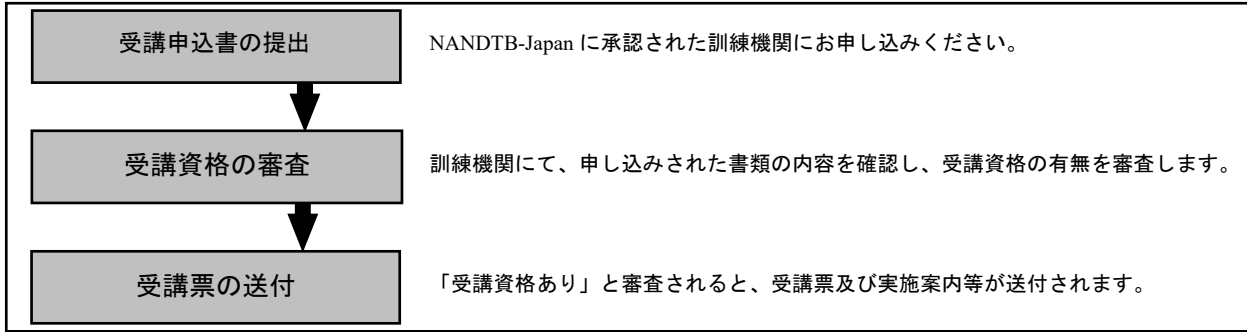 受講申込書の提出
NANDTB-Japan に承認された訓練機関にお申し込みください。
受講資格の審査
訓練機関にて、申し込みされた書類の内容を確認し、受講資格の有無を審査します。
受講票の送付
「受講資格あり」と審査されると、受講票及び実施案内等が送付されます。